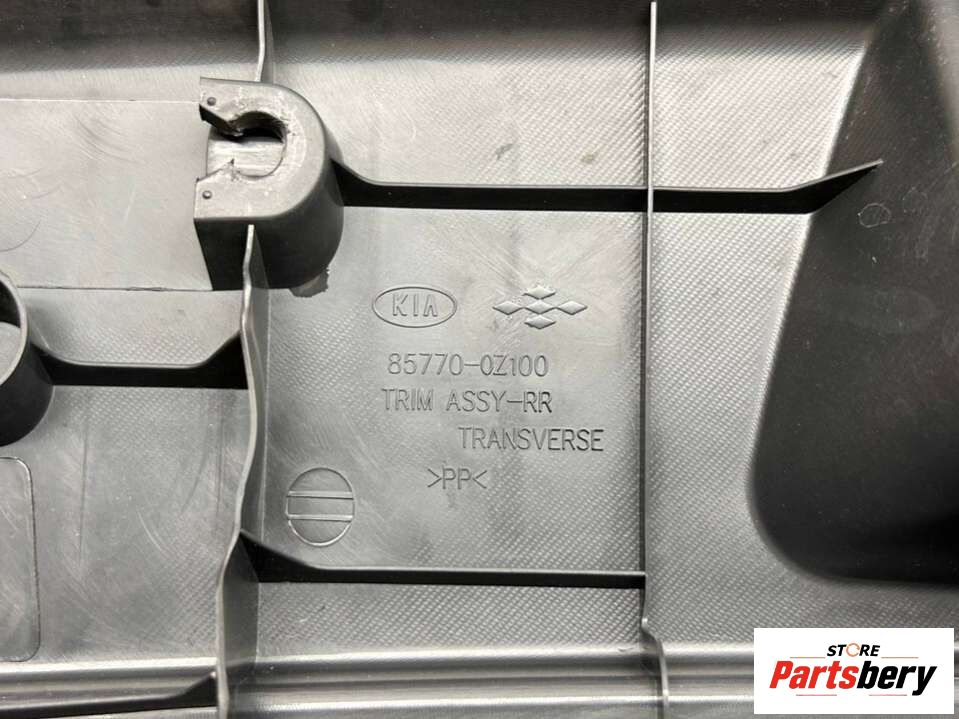 KIA
85770-0Z100
TRIM ASSY-RR
TRANSVERSE
>PP<
STORE
Partsbery